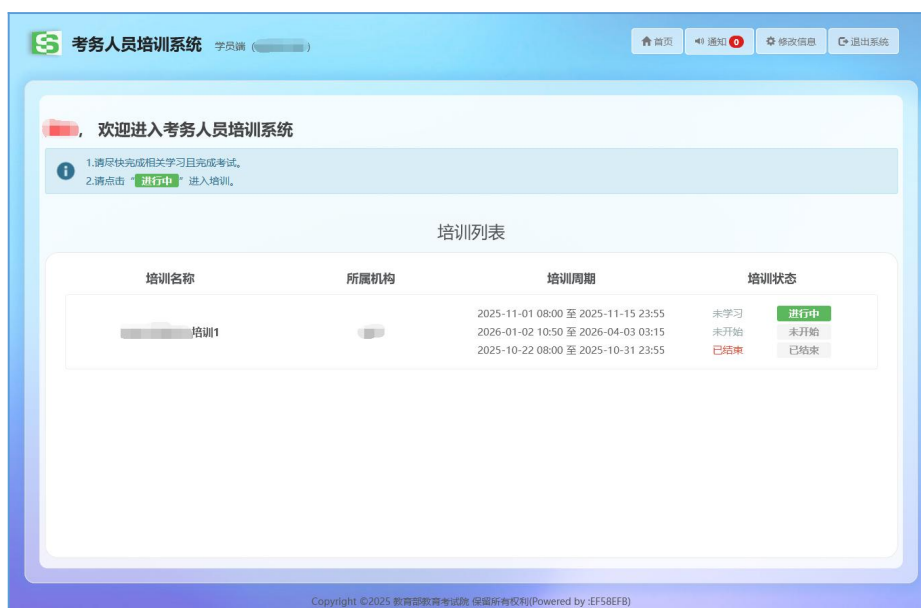 考务人员培训系统 学员端 ( ) 首页 通知 0 修改信息 退出系统
， 欢迎进入考务人员培训系统
1.请尽快完成相关学习且完成考试。
2.请点击 " 进行中 " 进入培训。
培训列表
培训名称 所属机构 培训周期 培训状态
2025-11-01 08:00 至 2025-11-15 23:55 未学习 进行中
培训1 2026-01-02 10:50 至 2026-04-03 03:15 未开始 未开始
2025-10-22 08:00 至 2025-10-31 23:55 已结束 已结束
Copyright ©2025 教育部教育考试院 保留所有权利(Powered by :EF58EFB)